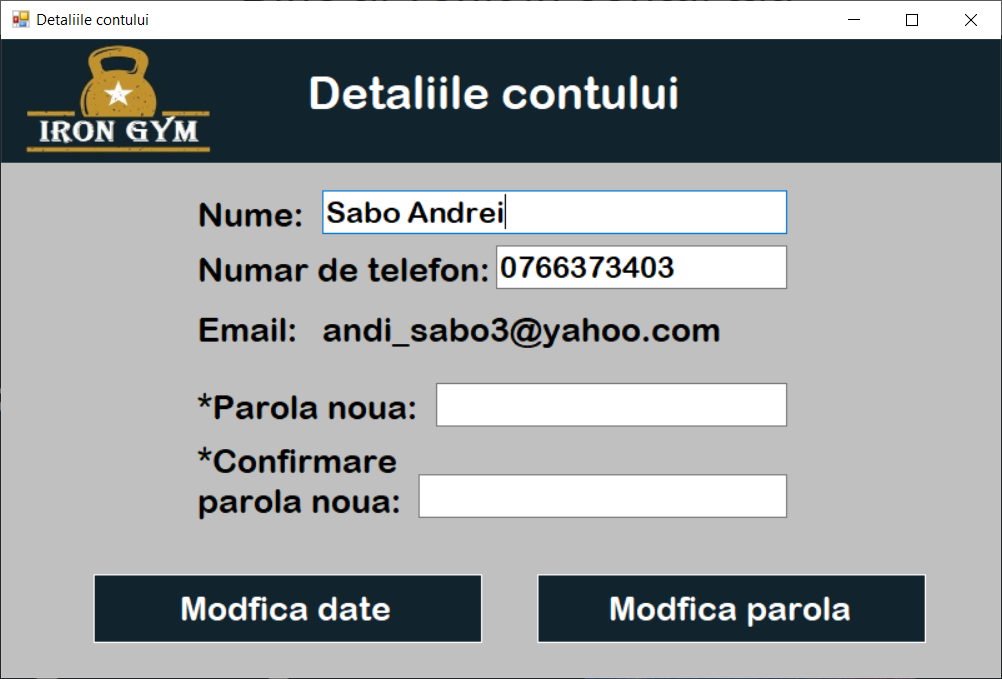 Detaliile contului
IRON GYM
Detaliile contului
Nume: Sabo Andrei
Numar de telefon: 0766373403
Email: andi_sabo3@yahoo.com
*Parola noua:
*Confirmare
parola noua:
Modfica date
Modfica parola